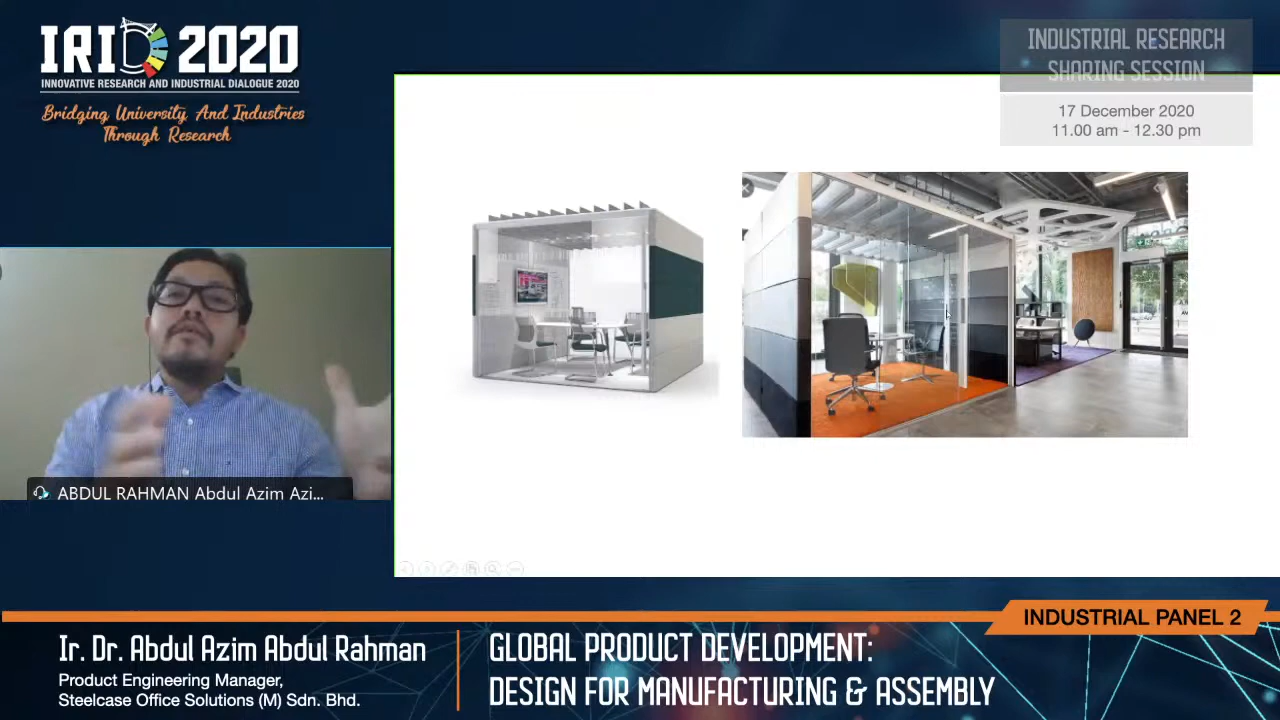 IRID 2020
INNOVATIVE RESEARCH AND INDUSTRIAL DIALOGUE 2020
Bridging University And Industries
Through Research
INDUSTRIAL RESEARCH
SHARING SESSION
17 December 2020
11.00 am - 12.30 pm
ABDUL RAHMAN Abdul Azim Azi...
INDUSTRIAL PANEL 2
Ir. Dr. Abdul Azim Abdul Rahman
Product Engineering Manager,
Steelcase Office Solutions (M) Sdn. Bhd.
GLOBAL PRODUCT DEVELOPMENT:
DESIGN FOR MANUFACTURING & ASSEMBLY